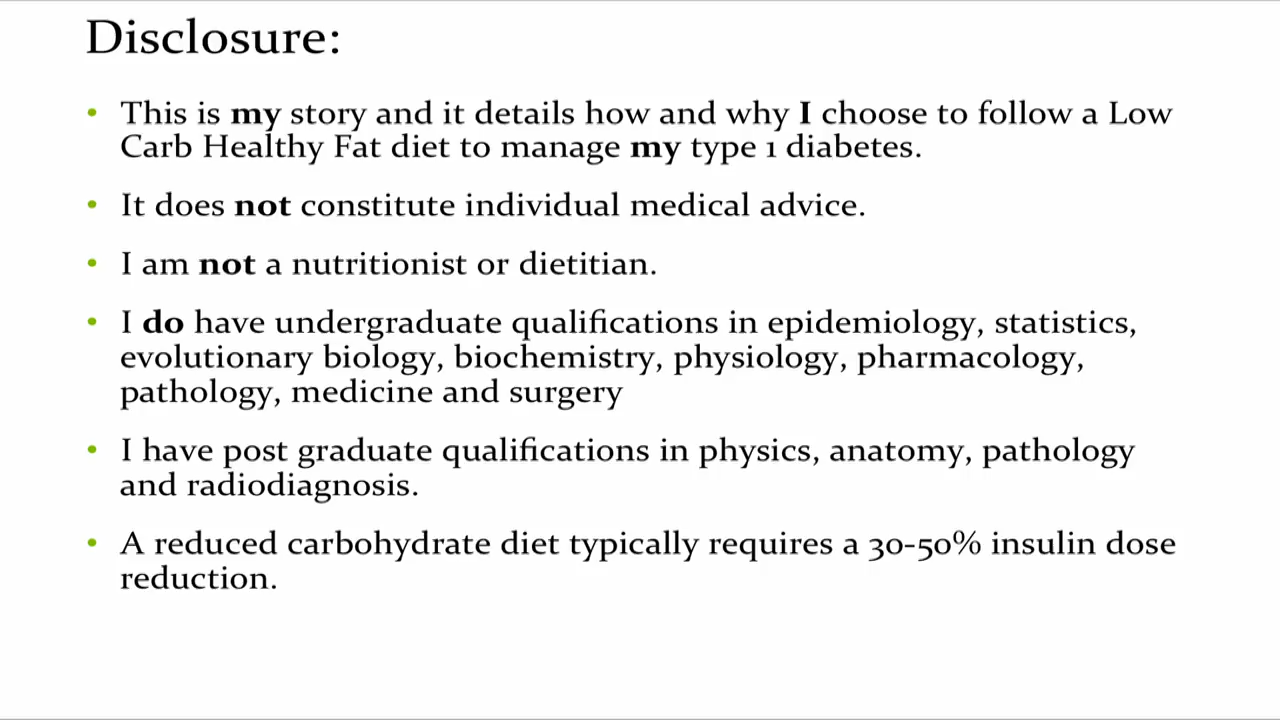 Disclosure:
• This is my story and it details how and why I choose to follow a Low
Carb Healthy Fat diet to manage my type 1 diabetes.
• It does not constitute individual medical advice.
• I am not a nutritionist or dietitian.
• I do have undergraduate qualifications in epidemiology, statistics,
evolutionary biology, biochemistry, physiology, pharmacology,
pathology, medicine and surgery
• I have post graduate qualifications in physics, anatomy, pathology
and radiodiagnosis.
• A reduced carbohydrate diet typically requires a 30-50% insulin dose
reduction.